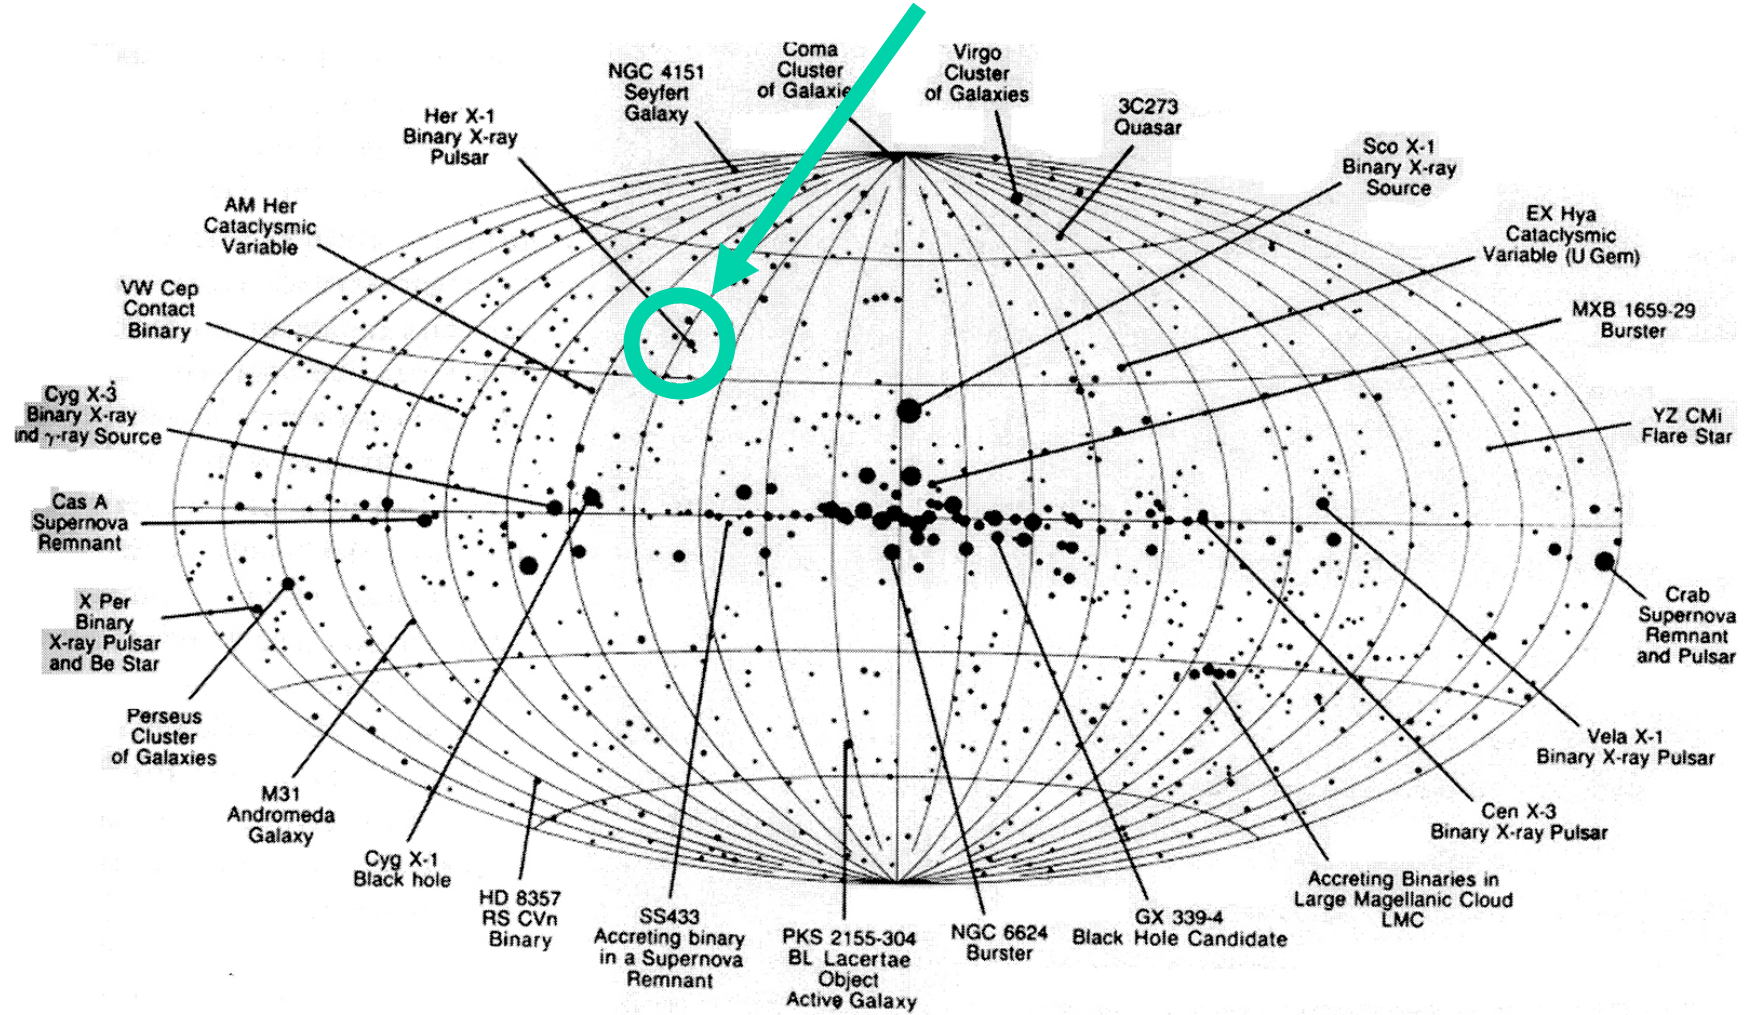 Coma
Cluster
of Galaxie
Virgo
Cluster
of Galaxies
NGC 4151
Seyfert
Galaxy
3C273
Quasar
Her X-1
Binary X-ray
Pulsar
Sco X-1
Binary X-ray
Source
AM Her
Cataclysmic
Variable
EX Hya
Cataclysmic
Variable (U Gem)
VW Cep
Contact
Binary
MXB 1659-29
Burster
Cyg X-3
Binary X-ray
ind γ-ray Source
YZ CMi
Flare Star
Cas A
Supernova
Remnant
X Per
Binary
X-ray Pulsar
and Be Star
Crab
Supernova
Remnant
and Pulsar
Perseus
Cluster
of Galaxies
Vela X-1
Binary X-ray Pulsar
M31
Andromeda
Galaxy
Cen X-3
Binary X-ray Pulsar
Cyg X-1
Black hole
HD 8357
RS CVn
Binary
SS433
Accreting binary
in a Supernova
Remnant
PKS 2155-304
BL Lacertae
Object
Active Galaxy
NGC 6624
Burster
GX 339-4
Black Hole Candidate
Accreting Binaries in
Large Magellanic Cloud
LMC